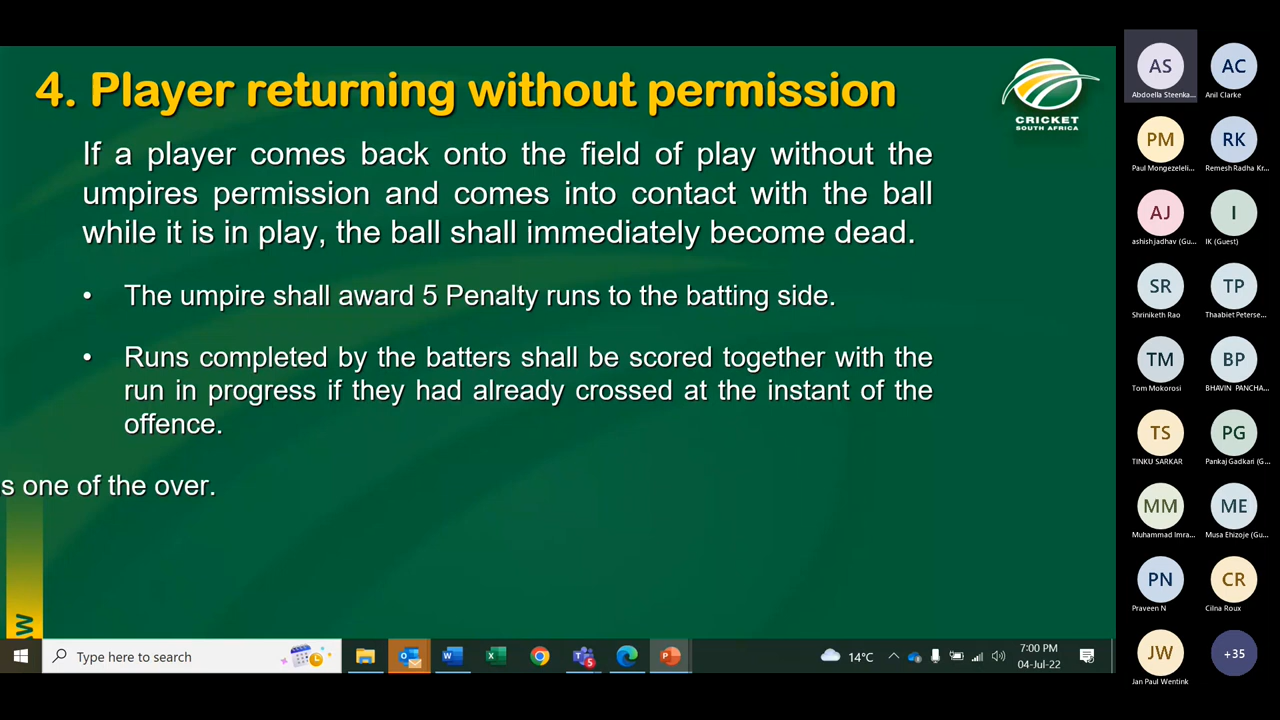 4. Player returning without permission
CRICKET
SOUTH AFRICA
If a player comes back onto the field of play without the
umpires permission and comes into contact with the ball
while it is in play, the ball shall immediately become dead.
• The umpire shall award 5 Penalty runs to the batting side.
• Runs completed by the batters shall be scored together with the
run in progress if they had already crossed at the instant of the
offence.
s one of the over.
W
Type here to search
14°C
7:00 PM
04-Jul-22
AS
Abdoella Steenka...
AC
Anil Clarke
PM
Paul Mongezeleli...
RK
Remesh Radha Kr...
AJ
ashish jadhav (Gu...
I
IK (Guest)
SR
Shriniketh Rao
TP
Thaabiet Peterse...
TM
Tom Mokorosi
BP
BHAVIN PANCHA...
TS
TINKU SARKAR
PG
Pankaj Gadkari (G...
MM
Muhammad Imra...
ME
Musa Ehizoje (Gu...
PN
Praveen N
CR
Cilna Roux
JW
Jan Paul Wentink
+35